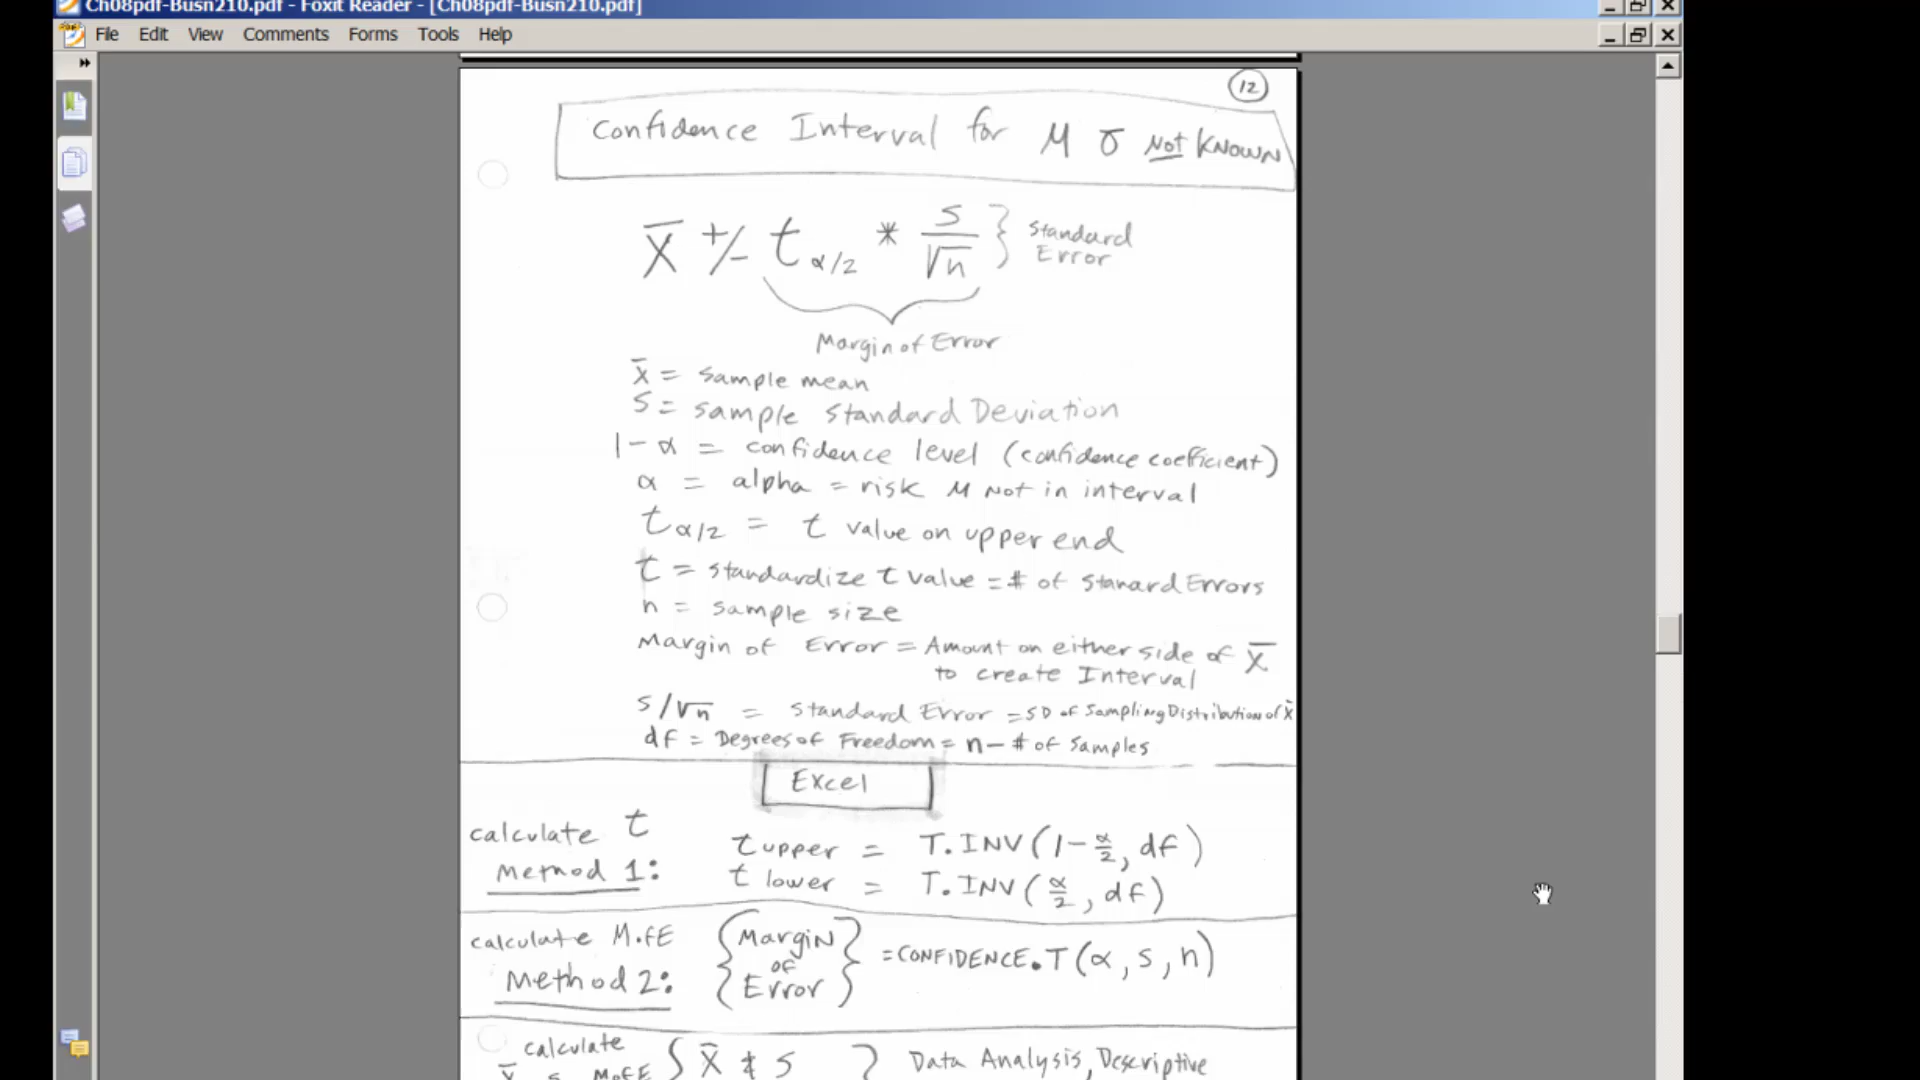 Ch08pdf-Busn210.pdf - Foxit Reader - [Ch08pdf-Busn210.pdf]
File Edit View Comments Forms Tools Help
12
Confidence Interval for M σ Not Known
x̄ +/- t α/2 * s/√n } Standard Error
Margin of Error
x̄ = sample mean
s = sample Standard Deviation
1 - α = confidence level (confidence coefficient)
α = alpha = risk M Not in interval
t α/2 = t value on upper end
t = standardize t value = # of Stanard Errors
n = sample size
Margin of Error = Amount on either side of x̄
to create Interval
s/√n = Standard Error = SD of Sampling Distribution of x̄
df = Degrees of Freedom = n - # of samples
Excel
calculate t
Method 1:
t upper = T.INV(1-α/2, df)
t lower = T.INV(α/2, df)
calculate M.fE
Method 2:
{Margin of Error} = CONFIDENCE.T(α, s, n)
calculate
x̄, s, M.fE { x̄ & s } Data Analysis, Descriptive